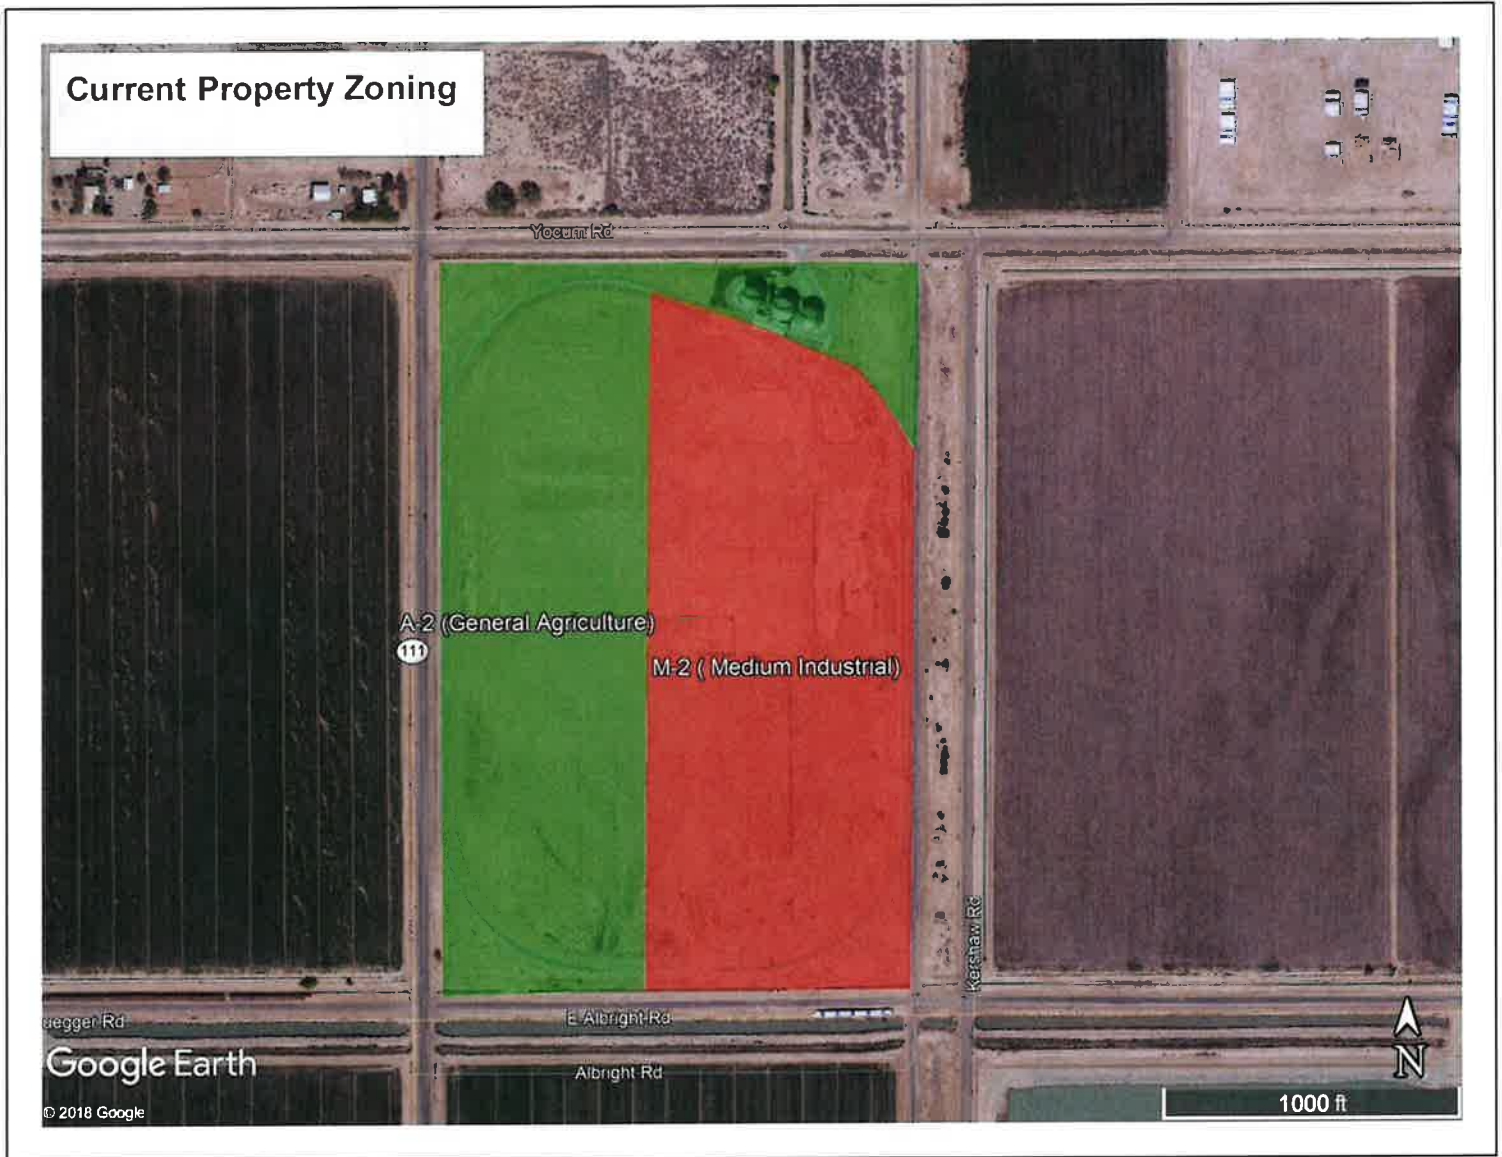 Current Property Zoning
Yocum Rd
A-2 (General Agriculture)
111
M-2 ( Medium Industrial)
Kershaw Rd
uegger Rd
E Albright Rd
Albright Rd
Google Earth
N
© 2018 Google
1000 ft